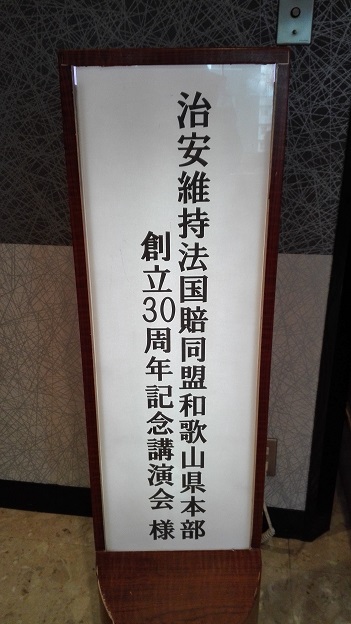 治安維持法国賠同盟和歌山県本部
創立30周年記念講演会 様